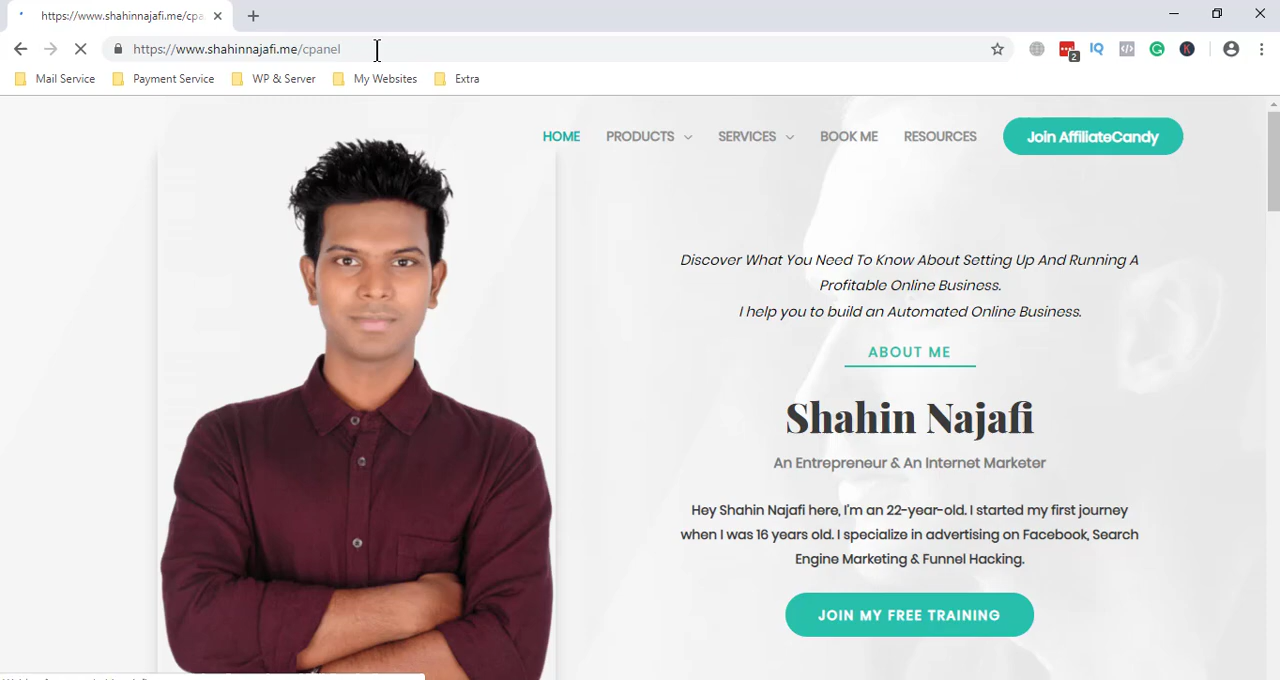 https://www.shahinnajafi.me/cpa
https://www.shahinnajafi.me/cpanel
2
IQ
K
Mail Service
Payment Service
WP & Server
My Websites
Extra
HOME
PRODUCTS
SERVICES
BOOK ME
RESOURCES
Join AffiliateCandy
Discover What You Need To Know About Setting Up And Running A
Profitable Online Business.
I help you to build an Automated Online Business.
ABOUT ME
Shahin Najafi
An Entrepreneur & An Internet Marketer
Hey Shahin Najafi here, I'm an 22-year-old. I started my first journey
when I was 16 years old. I specialize in advertising on Facebook, Search
Engine Marketing & Funnel Hacking.
JOIN MY FREE TRAINING